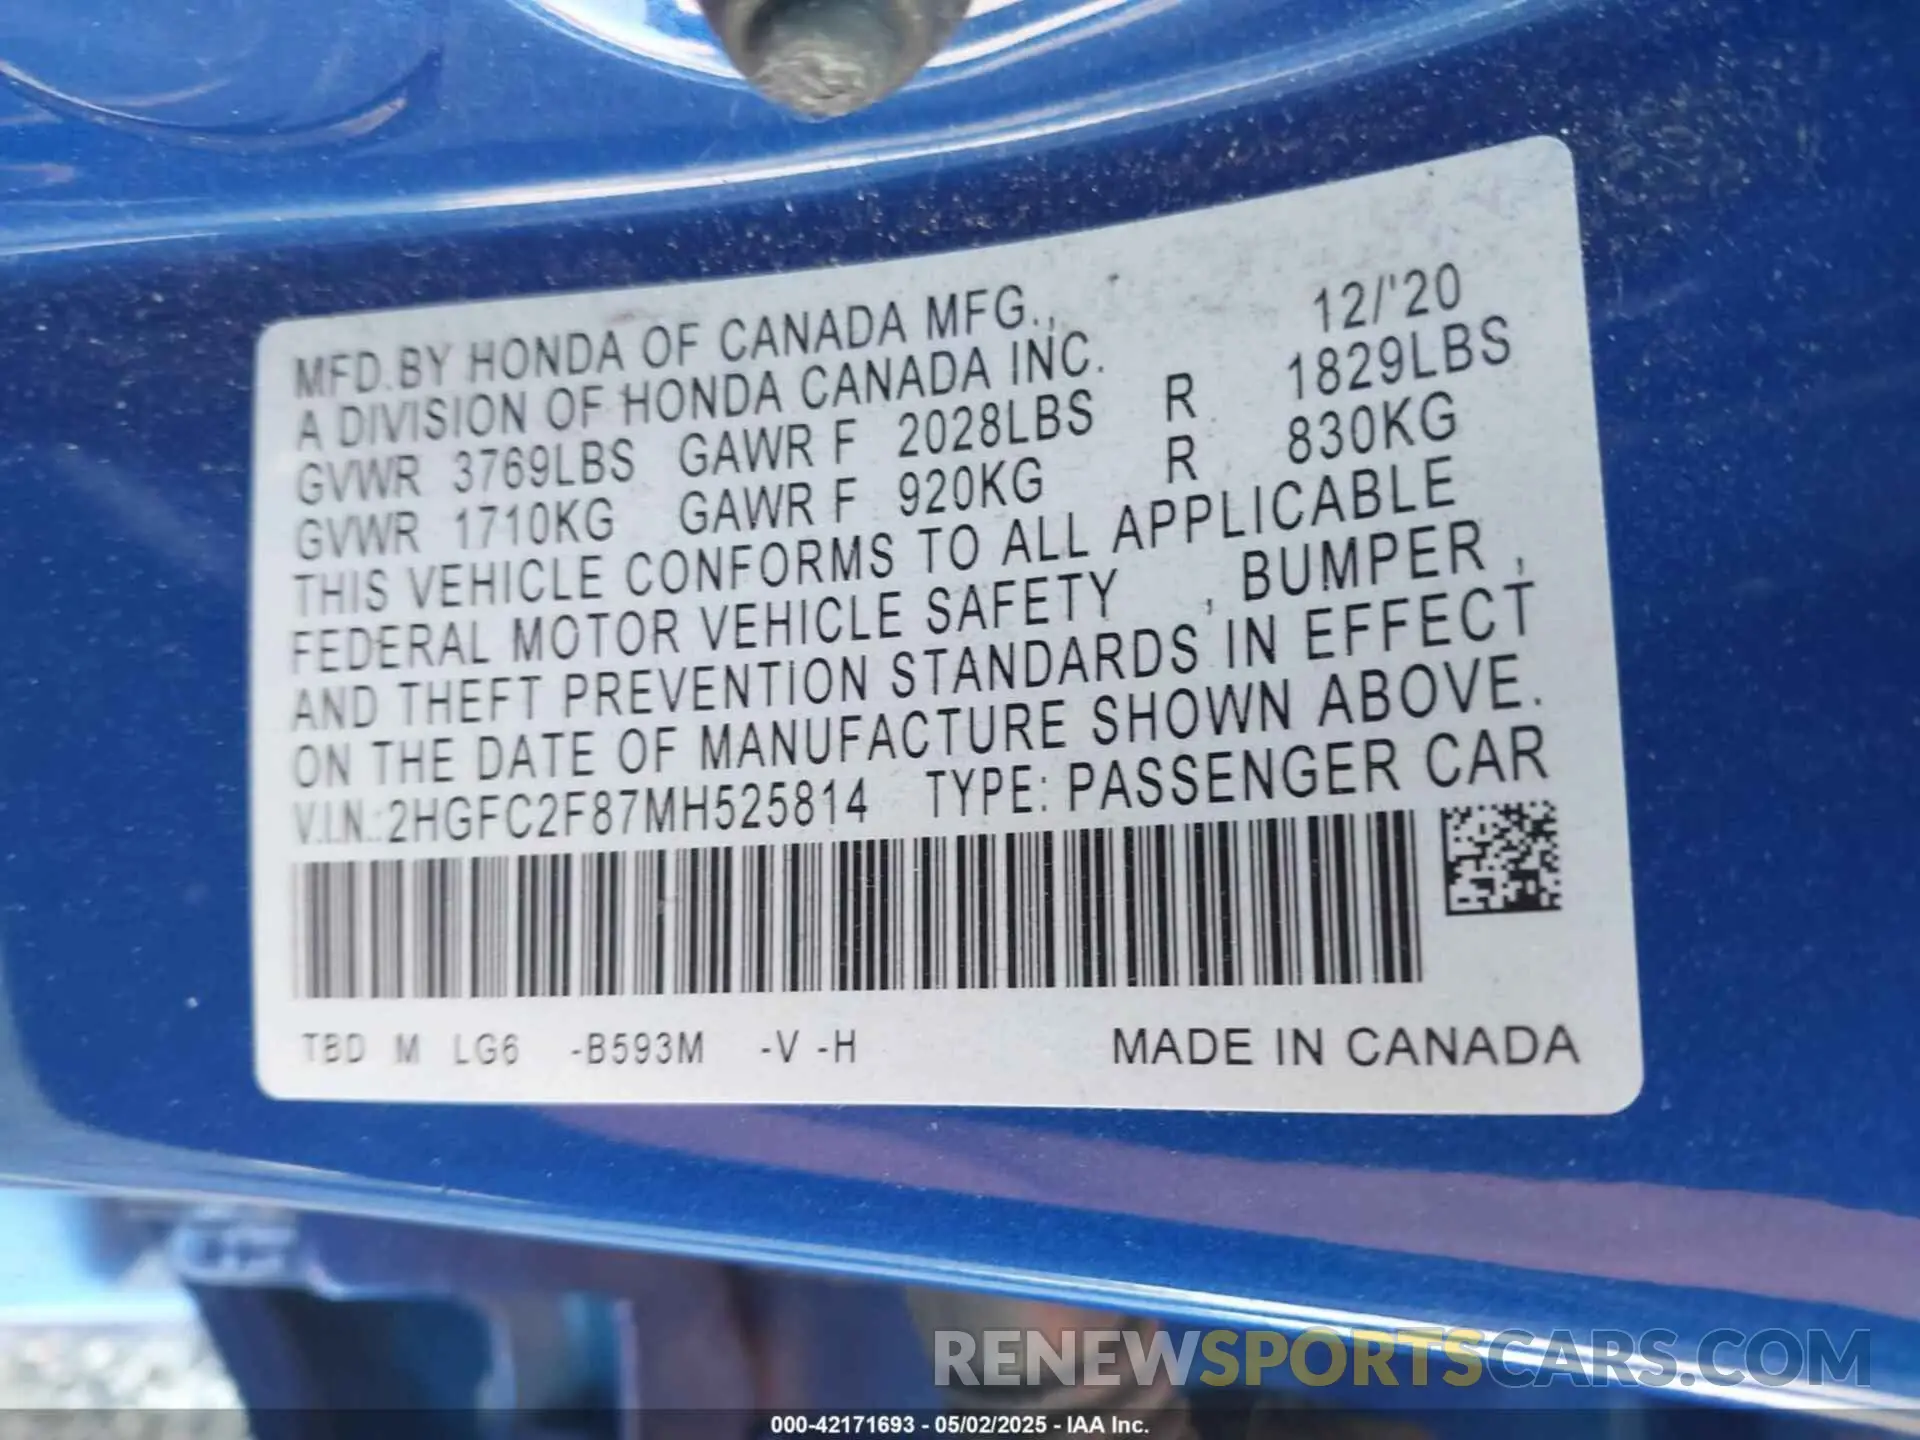 MFD.BY HONDA OF CANADA MFG., 12/'20
A DIVISION OF HONDA CANADA INC.
GVWR 3769LBS GAWR F 2028LBS R 1829LBS
GVWR 1710KG GAWR F 920KG R 830KG
THIS VEHICLE CONFORMS TO ALL APPLICABLE
FEDERAL MOTOR VEHICLE SAFETY , BUMPER ,
AND THEFT PREVENTION STANDARDS IN EFFECT
ON THE DATE OF MANUFACTURE SHOWN ABOVE.
V.I.N.:2HGFC2F87MH525814 TYPE: PASSENGER CAR
TBD M LG6 -B593M -V -H MADE IN CANADA
RENEWSPORTSCARS.COM
000-42171693 - 05/02/2025 - IAA Inc.